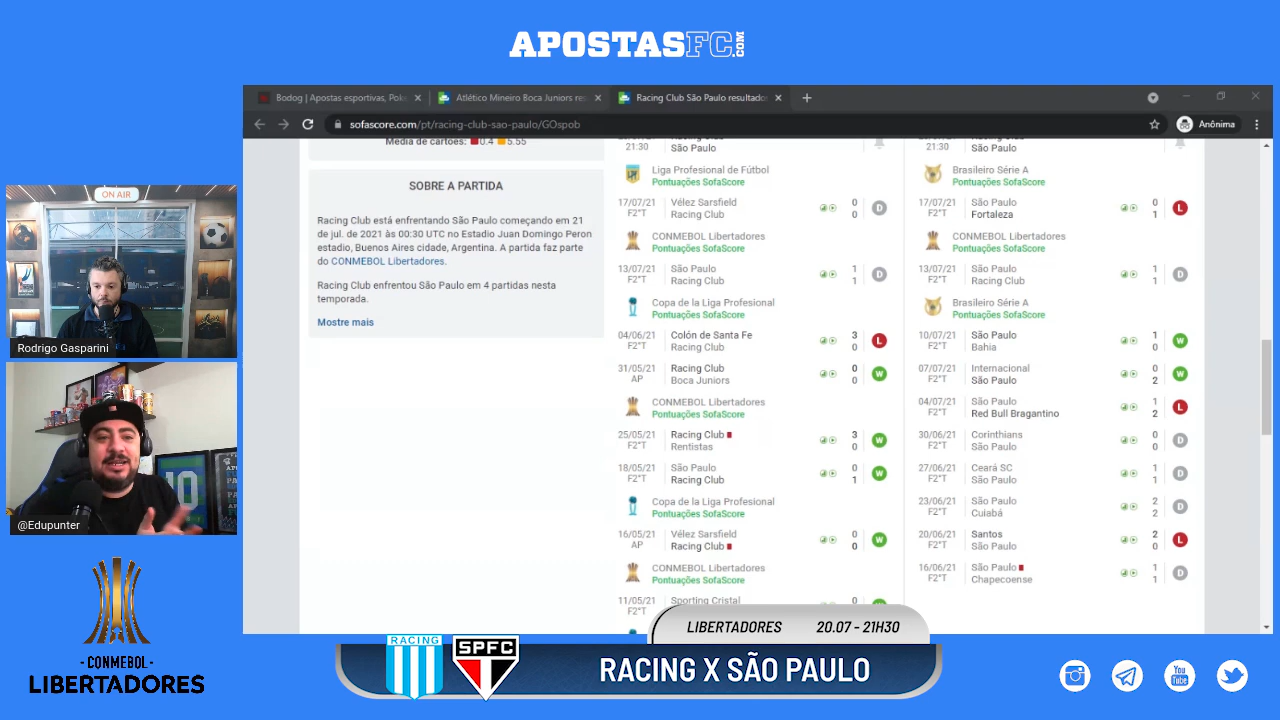 APOSTASFC.COM
Bodog | Apostas esportivas, Poke
Atlético Mineiro Boca Juniors res
Racing Club São Paulo resultado
sofascore.com/pt/racing-club-sao-paulo/GOspob
Anônima
Média de cartões: 0.4 5.55
SOBRE A PARTIDA
Racing Club está enfrentando São Paulo começando em 21
de jul. de 2021 às 00:30 UTC no Estadio Juan Domingo Peron
estadio, Buenos Aires cidade, Argentina. A partida faz parte
do CONMEBOL Libertadores.
Racing Club enfrentou São Paulo em 4 partidas nesta
temporada.
Mostre mais
21:30 São Paulo
Liga Profesional de Fútbol
Pontuações SofaScore
17/07/21 Vélez Sarsfield 0
F2°T Racing Club 0 D
CONMEBOL Libertadores
Pontuações SofaScore
13/07/21 São Paulo 1
F2°T Racing Club 1 D
Copa de la Liga Profesional
Pontuações SofaScore
04/06/21 Colón de Santa Fe 3
F2°T Racing Club 0 L
31/05/21 Racing Club 0
AP Boca Juniors 0 W
CONMEBOL Libertadores
Pontuações SofaScore
25/05/21 Racing Club 3
F2°T Rentistas 0 W
18/05/21 São Paulo 0
F2°T Racing Club 1 W
Copa de la Liga Profesional
Pontuações SofaScore
16/05/21 Vélez Sarsfield 0
AP Racing Club 0 W
CONMEBOL Libertadores
Pontuações SofaScore
11/05/21 Sporting Cristal 0
F2°T
21:30 São Paulo
Brasileiro Série A
Pontuações SofaScore
17/07/21 São Paulo 0
F2°T Fortaleza 1 L
CONMEBOL Libertadores
Pontuações SofaScore
13/07/21 São Paulo 1
F2°T Racing Club 1 D
Brasileiro Série A
Pontuações SofaScore
10/07/21 São Paulo 1
F2°T Bahia 0 W
07/07/21 Internacional 0
F2°T São Paulo 2 W
04/07/21 São Paulo 1
F2°T Red Bull Bragantino 2 L
30/06/21 Corinthians 0
F2°T São Paulo 0 D
27/06/21 Ceará SC 1
F2°T São Paulo 1 D
23/06/21 São Paulo 2
F2°T Cuiabá 2 D
20/06/21 Santos 2
F2°T São Paulo 0 L
16/06/21 São Paulo 1
F2°T Chapecoense 1 D
ON AIR
Rodrigo Gasparini
10
@Edupunter
- CONMEBOL -
LIBERTADORES
LIBERTADORES 20.07 - 21H30
RACING
SPFC
RACING X SÃO PAULO
You
Tube